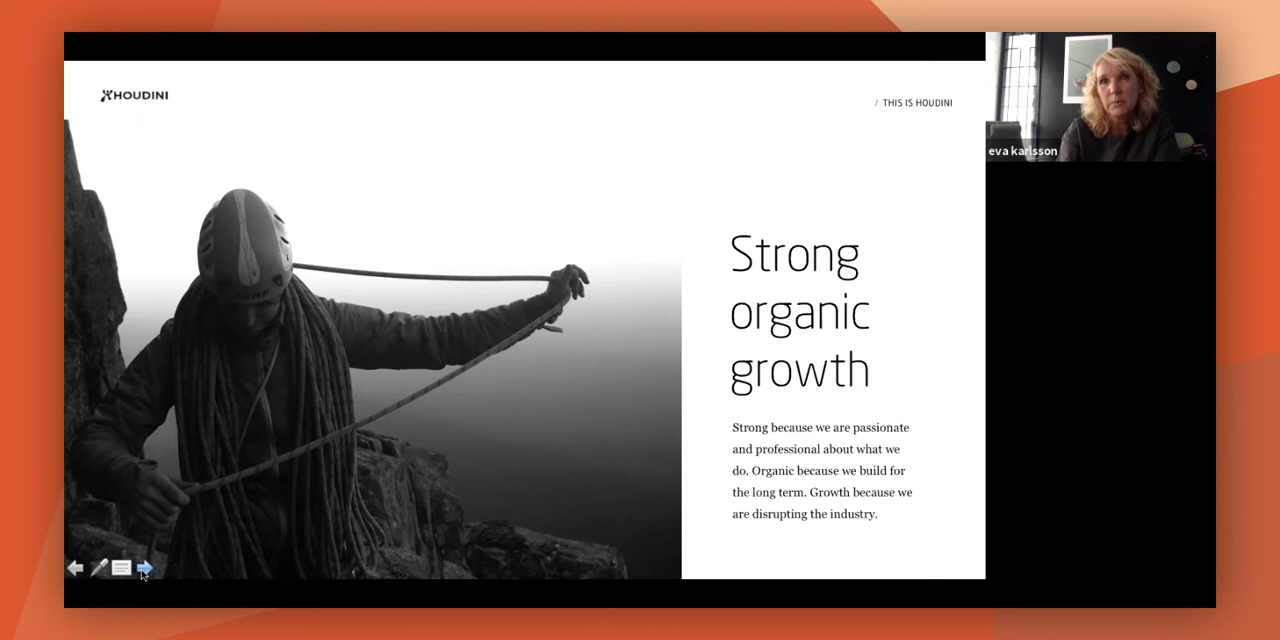 HOUDINI
/ THIS IS HOUDINI
eva karlsson
Strong
organic
growth
Strong because we are passionate
and professional about what we
do. Organic because we build for
the long term. Growth because we
are disrupting the industry.